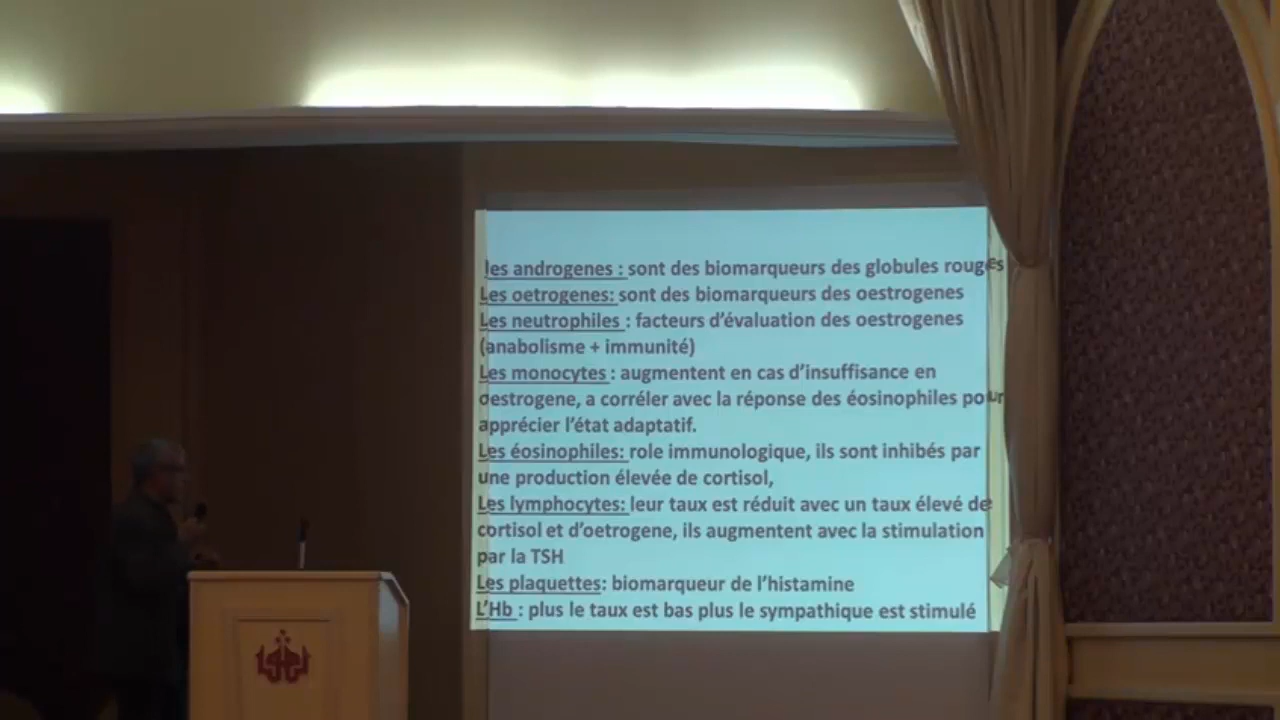 les androgenes : sont des biomarqueurs des globules rouges
Les oetrogenes: sont des biomarqueurs des oestrogenes
Les neutrophiles : facteurs d'évaluation des oestrogenes
(anabolisme + immunité)
Les monocytes : augmentent en cas d'insuffisance en
oestrogene, a corréler avec la réponse des éosinophiles pour
apprécier l'état adaptatif.
Les éosinophiles: role immunologique, ils sont inhibés par
une production élevée de cortisol,
Les lymphocytes: leur taux est réduit avec un taux élevé de
cortisol et d'oetrogene, ils augmentent avec la stimulation
par la TSH
Les plaquettes: biomarqueur de l'histamine
L'Hb : plus le taux est bas plus le sympathique est stimulé